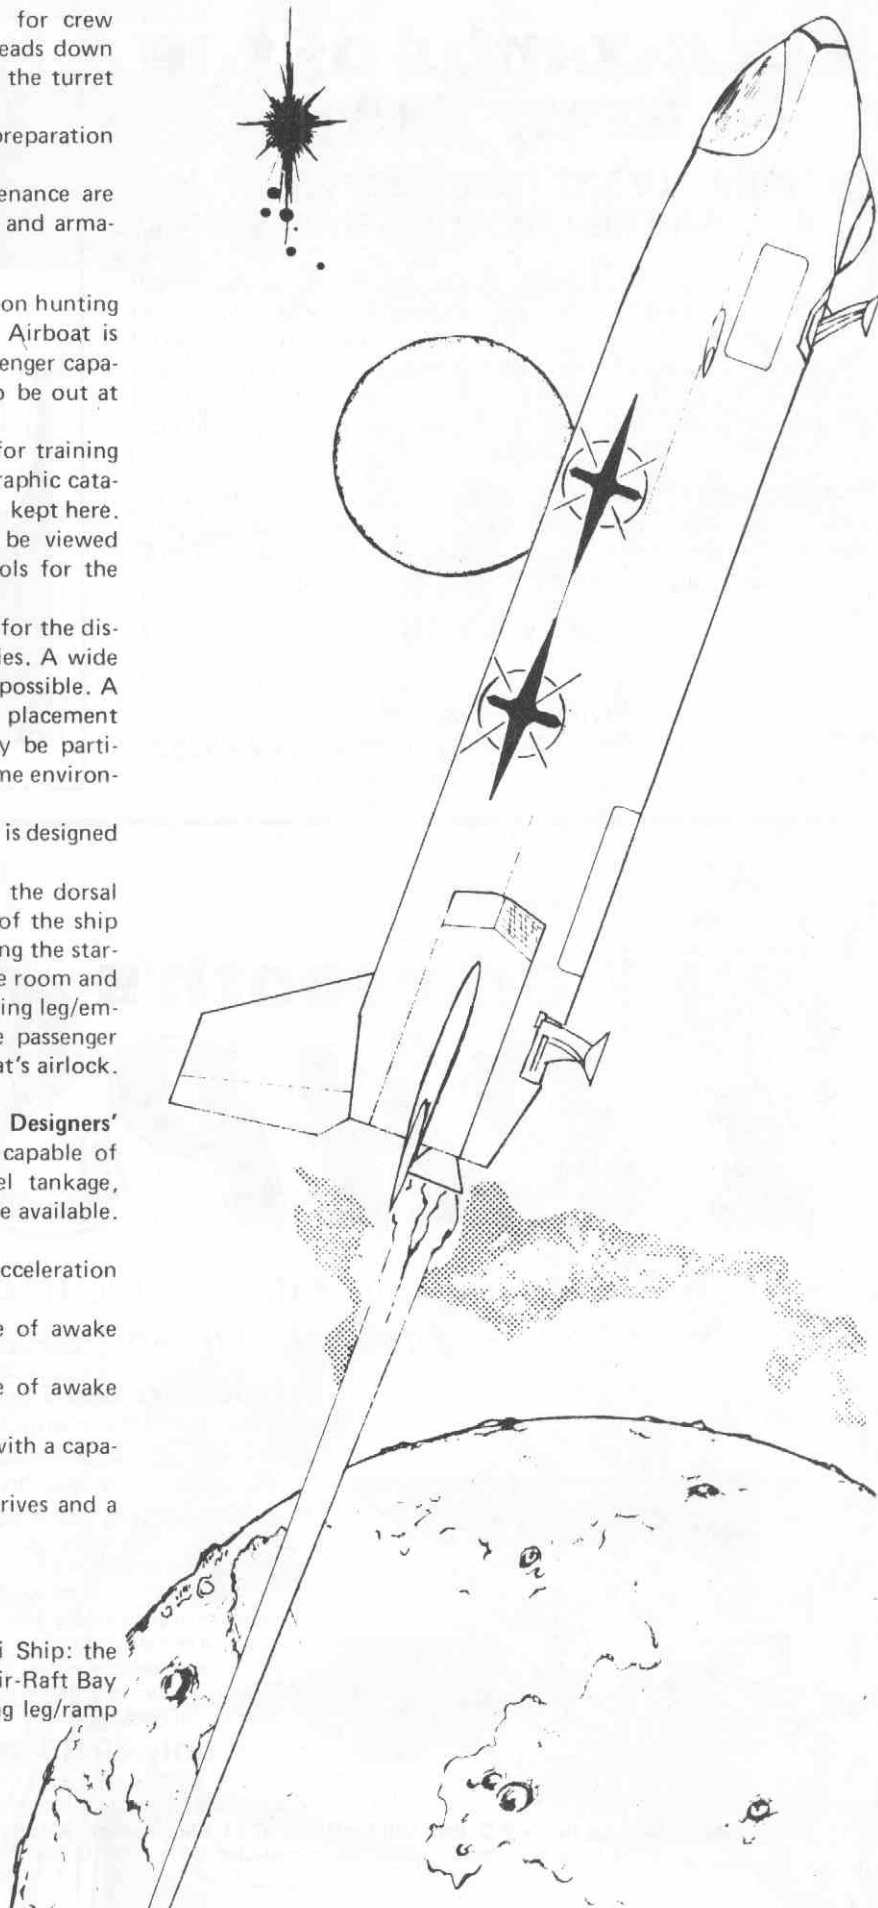 for crew
eads down
the turret
preparation
enance are
and arma-
on hunting
Airboat is
enger capa-
o be out at
for training
raphic cata-
kept here.
be viewed
ols for the
for the dis-
ies. A wide
possible. A
placement
y be parti-
me environ-
is designed
the dorsal
of the ship
ng the star-
e room and
ing leg/em-
e passenger
at's airlock.
Designers'
capable of
el tankage,
e available.
cceleration
e of awake
e of awake
with a capa-
rives and a
i Ship: the
ir-Raft Bay
g leg/ramp